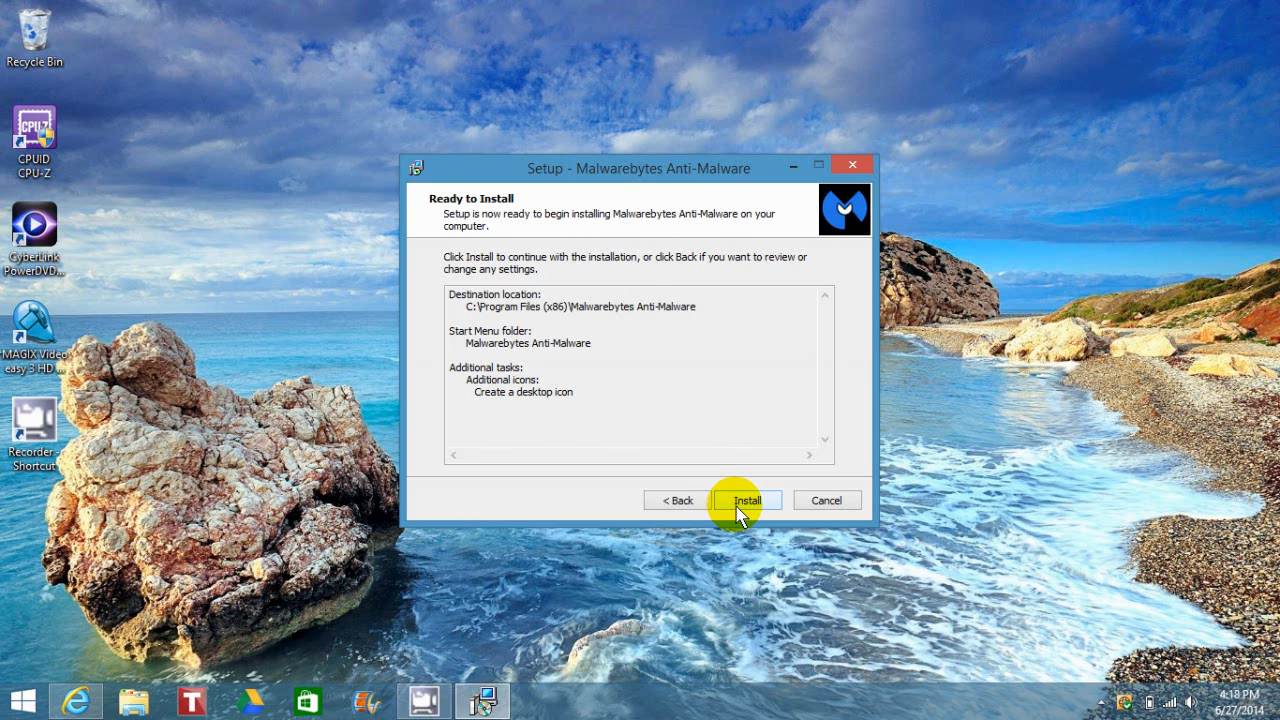 Recycle Bin
CPU-Z
CPUID
CPU-Z
CyberLink
PowerDVD...
MAGIX Video
easy 3 HD ...
Recorder -
Shortcut
Setup - Malwarebytes Anti-Malware
Ready to Install
Setup is now ready to begin installing Malwarebytes Anti-Malware on your
computer.
Click Install to continue with the installation, or click Back if you want to review or
change any settings.
Destination location:
C:\Program Files (x86)\Malwarebytes Anti-Malware
Start Menu folder:
Malwarebytes Anti-Malware
Additional tasks:
Additional icons:
Create a desktop icon
< Back
Install
Cancel
T
4:18 PM
6/27/2014